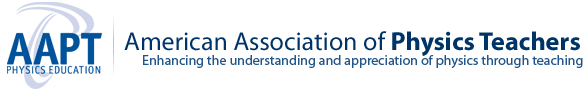 AAPT
PHYSICS EDUCATION
American Association of Physics Teachers
Enhancing the understanding and appreciation of physics through teaching